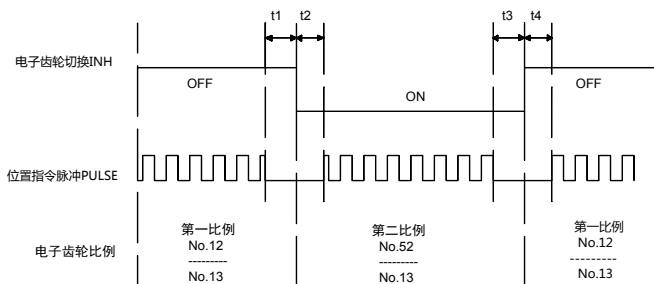 t1 t2 t3 t4
电子齿轮切换INH
OFF ON OFF
位置指令脉冲PULSE
电子齿轮比例
第一比例
No.12
---------
No.13
第二比例
No.52
---------
No.13
第一比例
No.12
---------
No.13